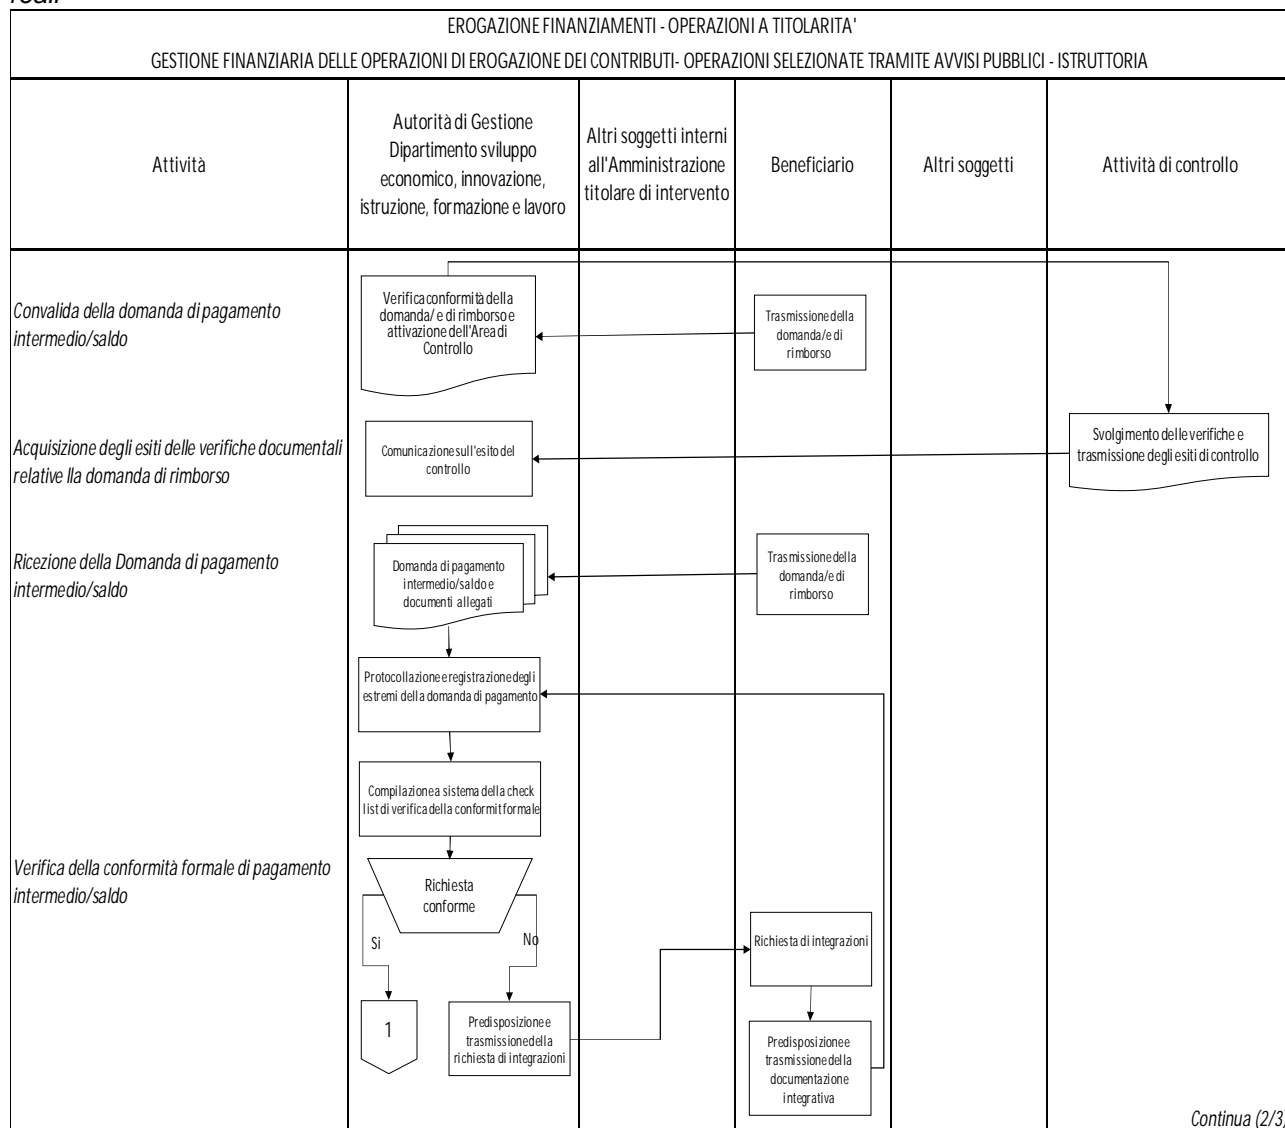 EROGAZIONE FINANZIAMENTI - OPERAZIONI A TITOLARITA'
GESTIONE FINANZIARIA DELLE OPERAZIONI DI EROGAZIONE DEI CONTRIBUTI- OPERAZIONI SELEZIONATE TRAMITE AVVISI PUBBLICI - ISTRUTTORIA
Attività
Autorità di Gestione
Dipartimento sviluppo
economico, innovazione,
istruzione, formazione e lavoro
Altri soggetti interni
all'Amministrazione
titolare di intervento
Beneficiario
Altri soggetti
Attività di controllo
Convalida della domanda di pagamento
intermedio/saldo
Verifica conformità della
domanda/ e di rimborso e
attivazione dell'Area di
Controllo
Trasmissione della
domanda/e di
rimborso
Acquisizione degli esiti delle verifiche documentali
relative lla domanda di rimborso
Comunicazione sull'esito del
controllo
Svolgimento delle verifiche e
trasmissione degli esiti di controllo
Ricezione della Domanda di pagamento
intermedio/saldo
Domanda di pagamento
intermedio/saldo e
documenti allegati
Trasmissione della
domanda/e di
rimborso
Protocollazione e registrazione degli
estremi della domanda di pagamento
Compilazione a sistema della check
list di verifica della conformit formale
Verifica della conformità formale di pagamento
intermedio/saldo
Richiesta
conforme
Si
No
1
Predisposizione e
trasmissione della
richiesta di integrazioni
Richiesta di integrazioni
Predisposizione e
trasmissione della
documentazione
integrativa
Continua (2/3)